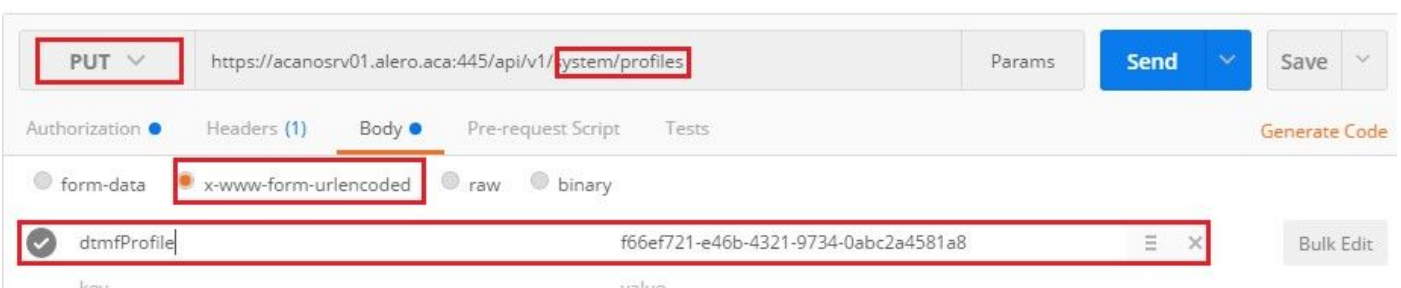 PUT https://acanosrv01.alero.aca:445/api/v1/system/profiles Params Send Save
Authorization Headers (1) Body Pre-request Script Tests Generate Code
form-data x-www-form-urlencoded raw binary
dtmfProfile f66ef721-e46b-4321-9734-0abc2a4581a8 Bulk Edit
key value